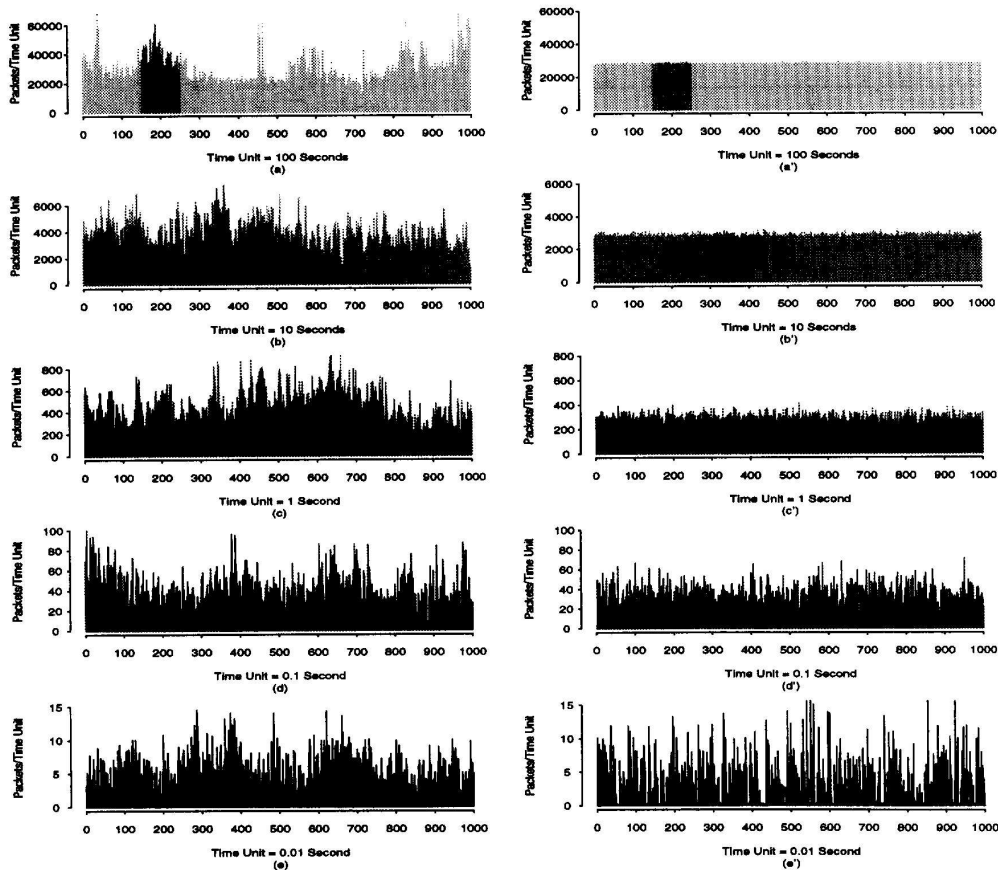 Packets/Time Unit
60000
40000
20000
0
0 100 200 300 400 500 600 700 800 900 1000
Time Unit = 100 Seconds
(a)
Packets/Time Unit
60000
40000
20000
0
0 100 200 300 400 500 600 700 800 900 1000
Time Unit = 100 Seconds
(a')
Packets/Time Unit
6000
4000
2000
0
0 100 200 300 400 500 600 700 800 900 1000
Time Unit = 10 Seconds
(b)
Packets/Time Unit
6000
4000
2000
0
0 100 200 300 400 500 600 700 800 900 1000
Time Unit = 10 Seconds
(b')
Packets/Time Unit
800
600
400
200
0
0 100 200 300 400 500 600 700 800 900 1000
Time Unit = 1 Second
(c)
Packets/Time Unit
800
600
400
200
0
0 100 200 300 400 500 600 700 800 900 1000
Time Unit = 1 Second
(c')
Packets/Time Unit
100
80
60
40
20
0
0 100 200 300 400 500 600 700 800 900 1000
Time Unit = 0.1 Second
(d)
Packets/Time Unit
100
80
60
40
20
0
0 100 200 300 400 500 600 700 800 900 1000
Time Unit = 0.1 Second
(d')
Packets/Time Unit
15
10
5
0
0 100 200 300 400 500 600 700 800 900 1000
Time Unit = 0.01 Second
(e)
Packets/Time Unit
15
10
5
0
0 100 200 300 400 500 600 700 800 900 1000
Time Unit = 0.01 Second
(e')